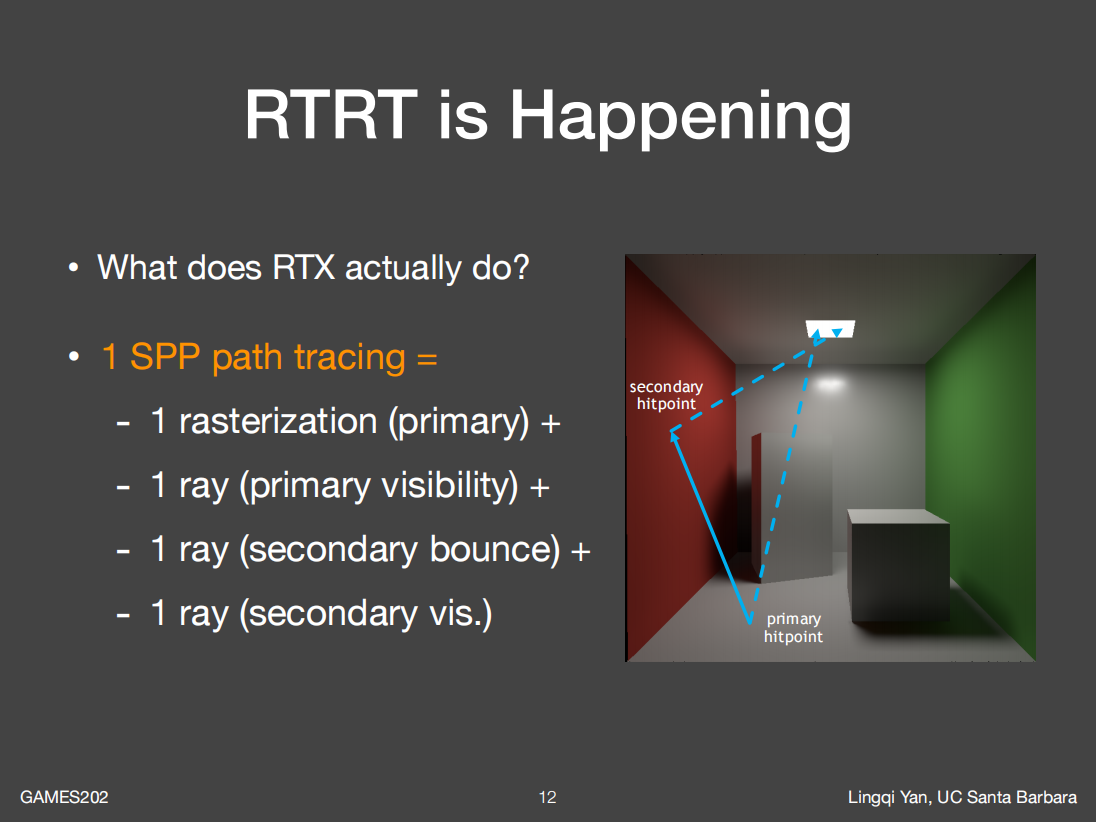 RTRT is Happening
• What does RTX actually do?
• 1 SPP path tracing =
- 1 rasterization (primary) +
- 1 ray (primary visibility) +
- 1 ray (secondary bounce) +
- 1 ray (secondary vis.)
secondary
hitpoint
primary
hitpoint
GAMES202
12
Lingqi Yan, UC Santa Barbara